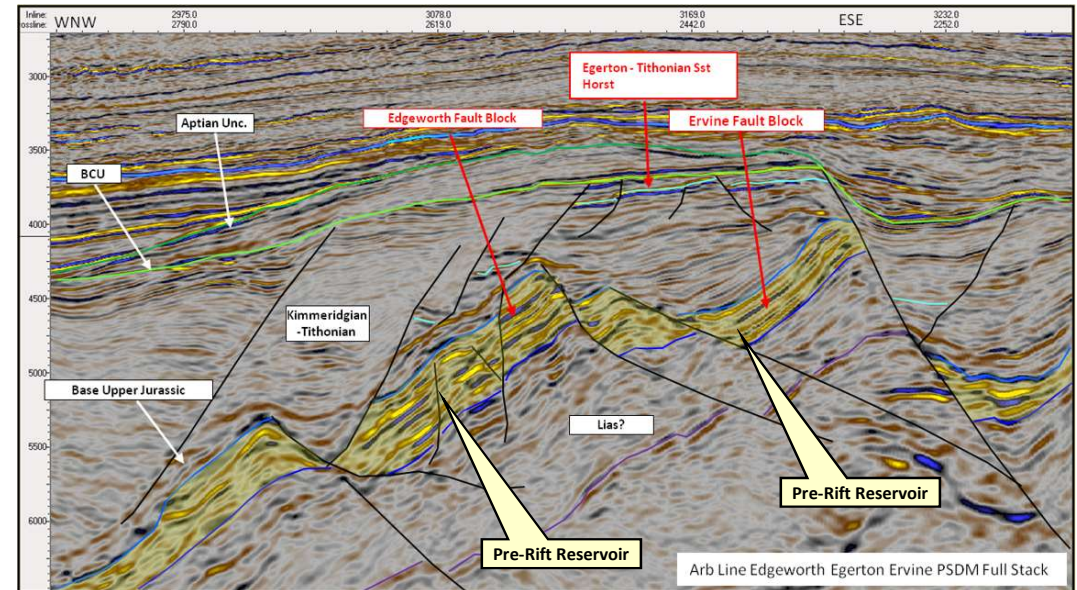 Inline: 2975.0 3078.0 3169.0 3232.0
ossline: 2790.0 2619.0 2442.0 2252.0
WNW ESE
3000
3500
4000
4500
5000
5500
6000
Egerton - Tithonian Sst
Horst
Edgeworth Fault Block
Ervine Fault Block
Aptian Unc.
BCU
Kimmeridgian
-Tithonian
Base Upper Jurassic
Lias?
Pre-Rift Reservoir
Pre-Rift Reservoir
Arb Line Edgeworth Egerton Ervine PSDM Full Stack